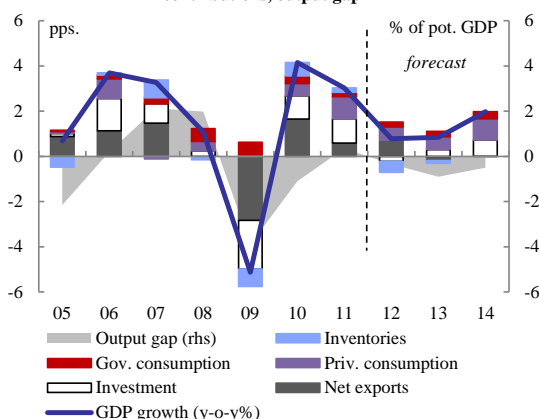 output gap
pps.
% of pot. GDP
forecast
6 6
4 4
2 2
0 0
-2 -2
-4 -4
-6 -6
05 06 07 08 09 10 11 12 13 14
Output gap (rhs) Inventories
Gov. consumption Priv. consumption
Investment Net exports
GDP growth (y-o-y%)